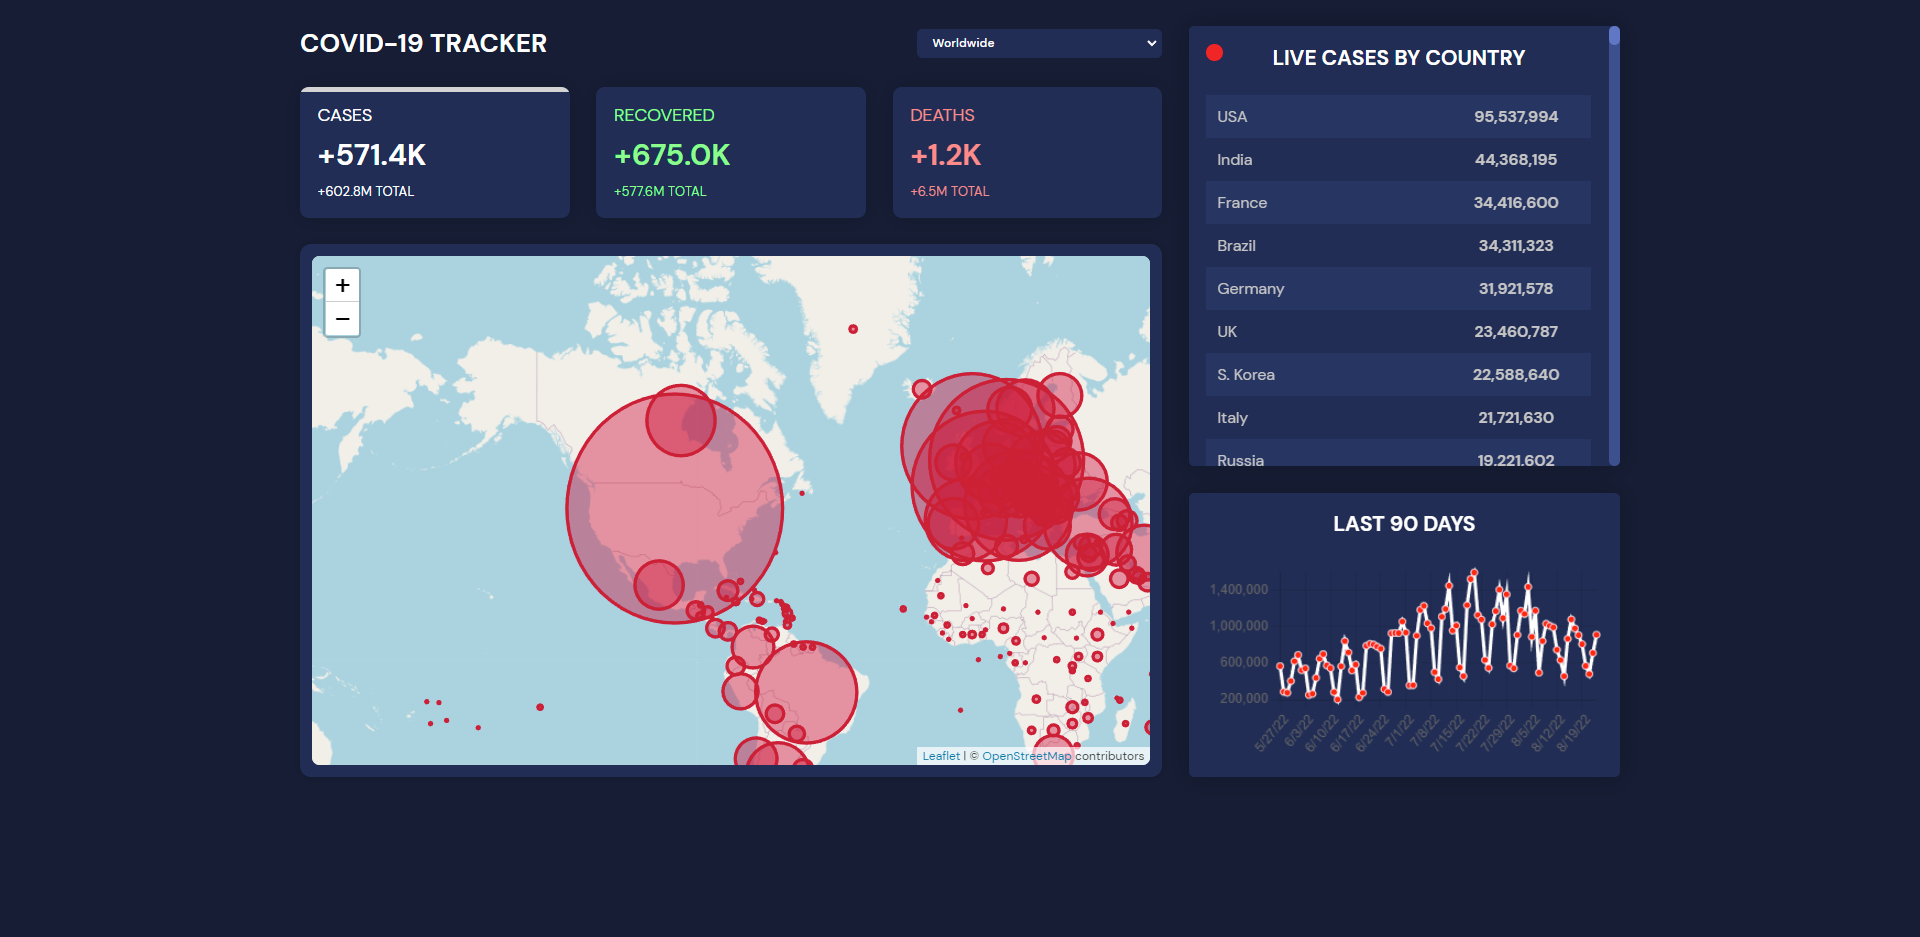 COVID-19 TRACKER
Worldwide
CASES
+571.4K
+602.8M TOTAL
RECOVERED
+675.0K
+577.6M TOTAL
DEATHS
+1.2K
+6.5M TOTAL
+
−
Leaflet | © OpenStreetMap contributors
LIVE CASES BY COUNTRY
USA 95,537,994
India 44,368,195
France 34,416,600
Brazil 34,311,323
Germany 31,921,578
UK 23,460,787
S. Korea 22,588,640
Italy 21,721,630
Russia 19,221,602
LAST 90 DAYS
1,400,000
1,000,000
600,000
200,000
5/27/22
6/3/22
6/10/22
6/17/22
6/24/22
7/1/22
7/8/22
7/15/22
7/22/22
7/29/22
8/5/22
8/12/22
8/19/22